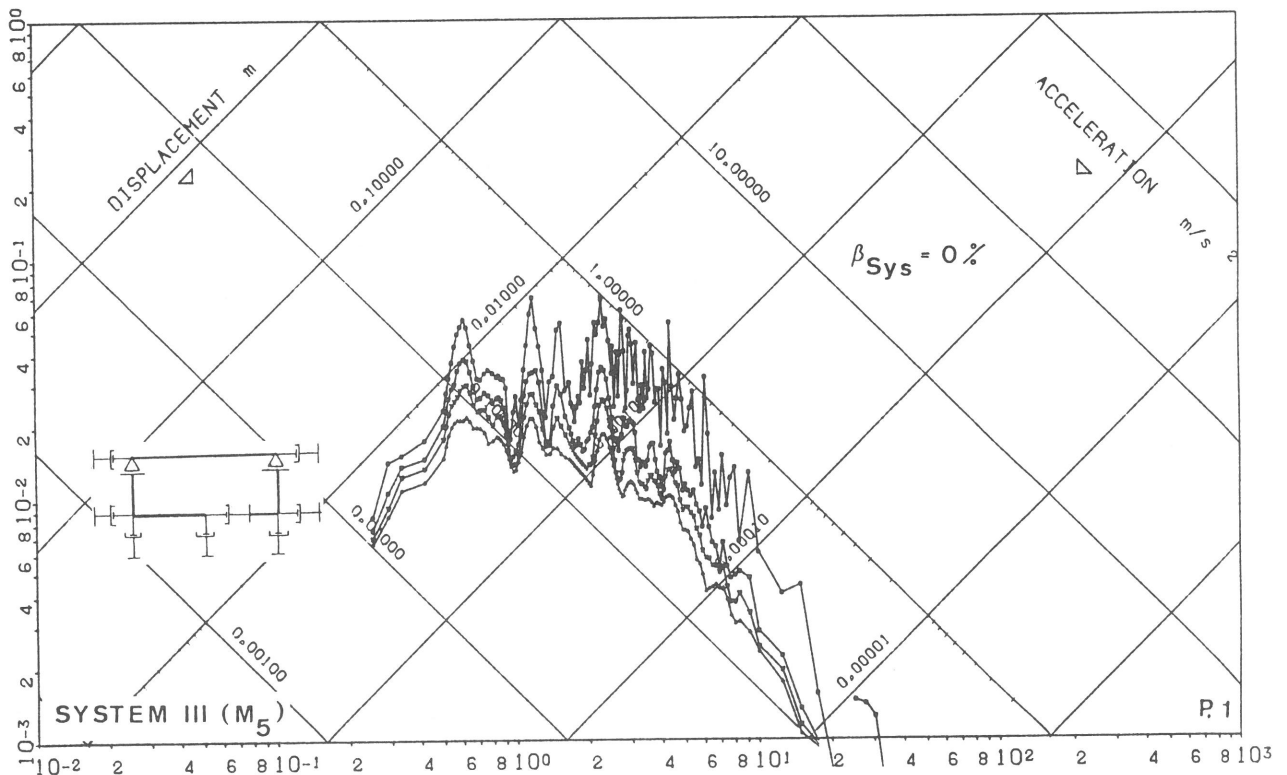 8 10⁰
6
4
2
8 10⁻¹
6
4
2
8 10⁻²
6
4
2
10⁻³
DISPLACEMENT m
ACCELERATION
m/s 2
0.10000
10.00000
0.01000
1.00000
β Sys = 0 %
0.00010
0.00100
0.00001
SYSTEM III (M₅)
P. 1
10⁻² 2 4 6 8 10⁻¹ 2 4 6 8 10⁰ 2 4 6 8 10¹ 2 4 6 8 10² 2 4 6 8 10³